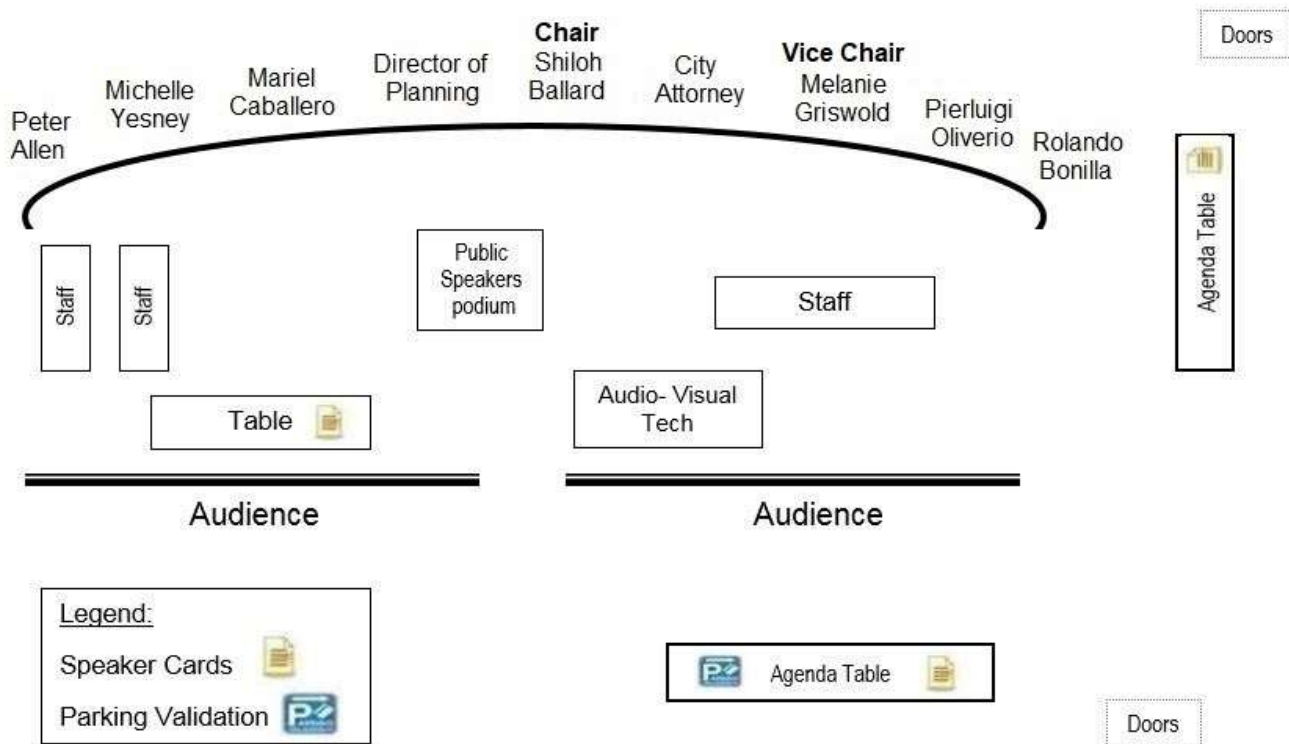 Doors
Chair
Shiloh
Ballard
Vice Chair
Melanie
Griswold
Director of
Planning
City
Attorney
Mariel
Caballero
Michelle
Yesney
Peter
Allen
Pierluigi
Oliverio
Rolando
Bonilla
Agenda Table
Staff
Staff
Public
Speakers
podium
Staff
Table
Audio- Visual
Tech
Audience
Audience
Legend:
Speaker Cards
Parking Validation
P
P
Agenda Table
Doors